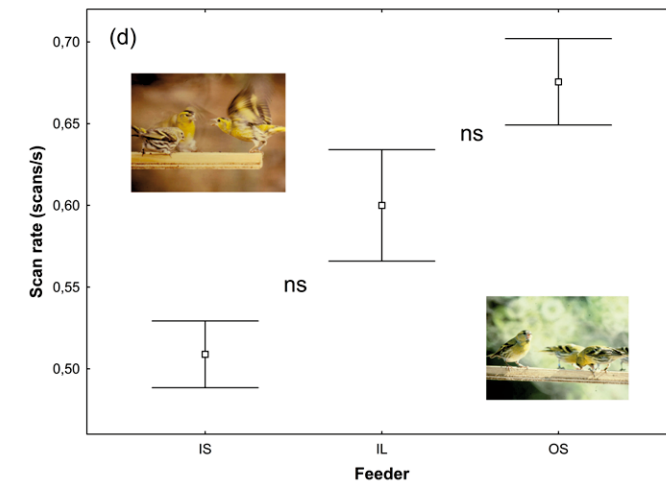 (d)
0,70
0,65
0,60
0,55
0,50
Scan rate (scans/s)
ns
ns
IS IL OS
Feeder